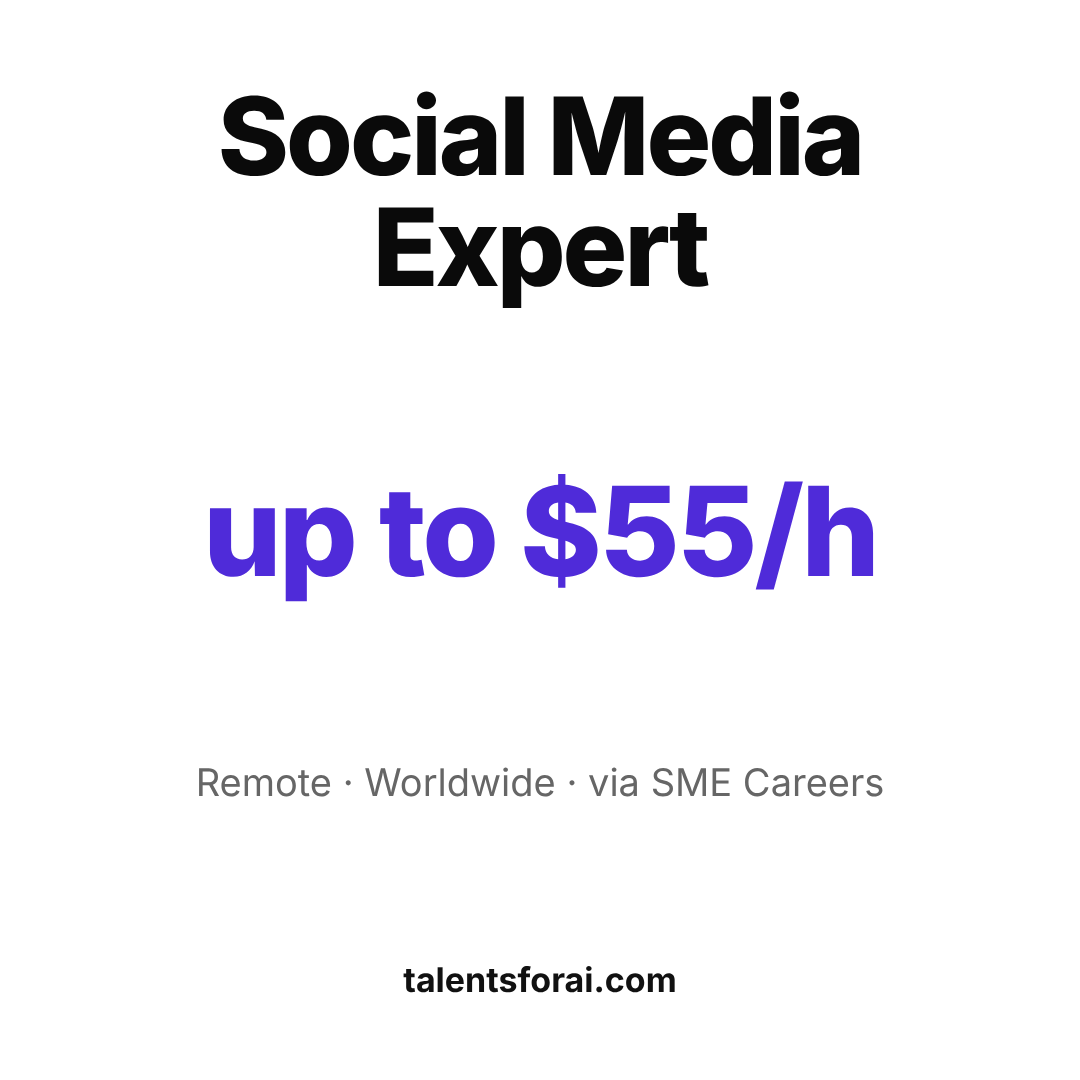 Social Media
Expert
up to $55/h
Remote · Worldwide · via SME Careers
talentsforai.com